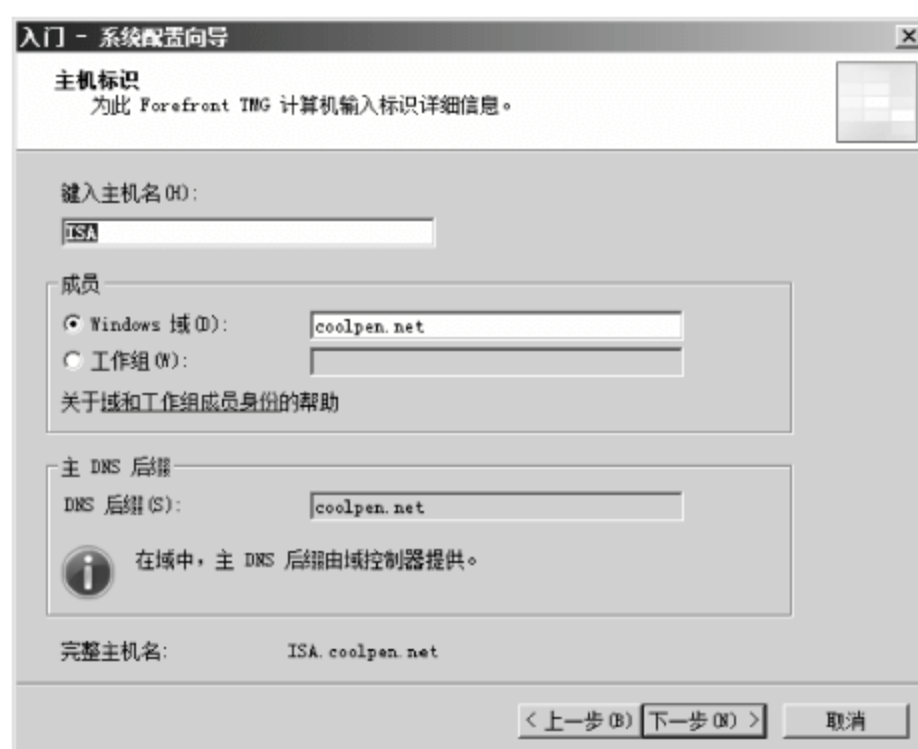 入门 - 系统配置向导
主机标识
为此 Forefront TMG 计算机输入标识详细信息。
键入主机名(H):
ISA
成员
Windows 域(D): coolpen.net
工作组(W):
关于域和工作组成员身份的帮助
主 DNS 后缀
DNS 后缀(S): coolpen.net
在域中，主 DNS 后缀由域控制器提供。
完整主机名: ISA.coolpen.net
< 上一步(B) 下一步(N) > 取消